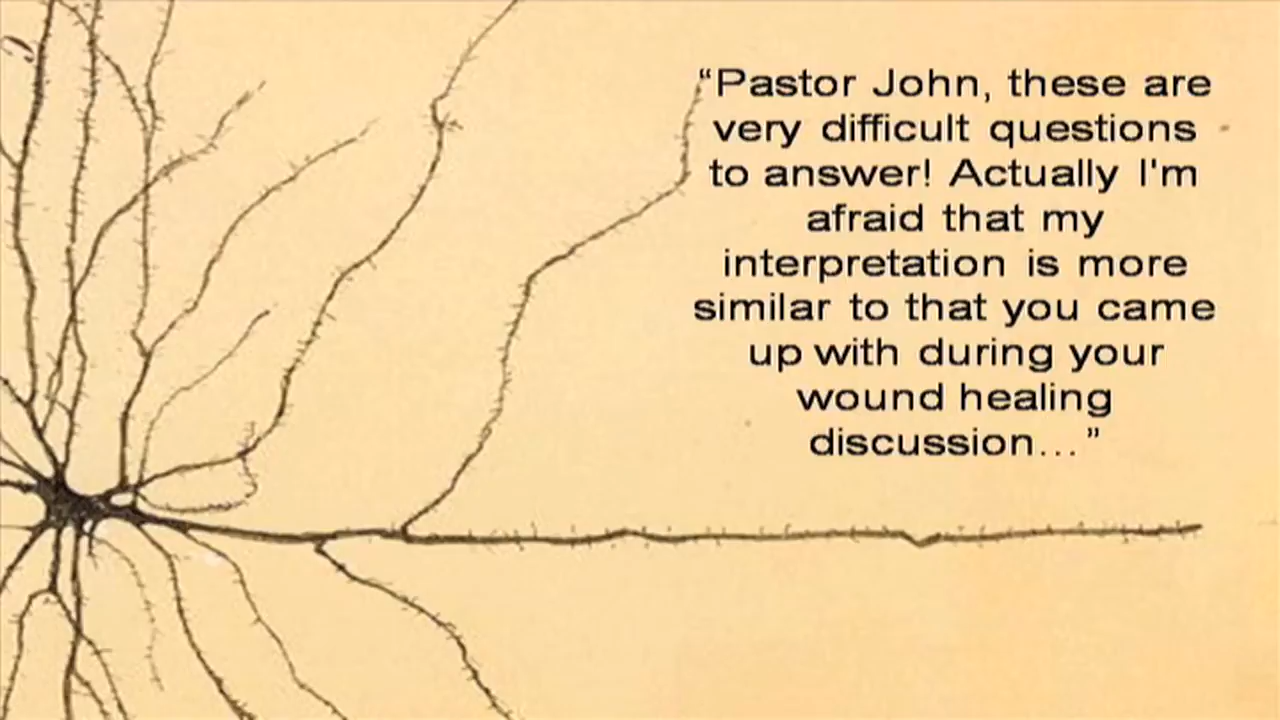 “Pastor John, these are
very difficult questions
to answer! Actually I'm
afraid that my
interpretation is more
similar to that you came
up with during your
wound healing
discussion…”